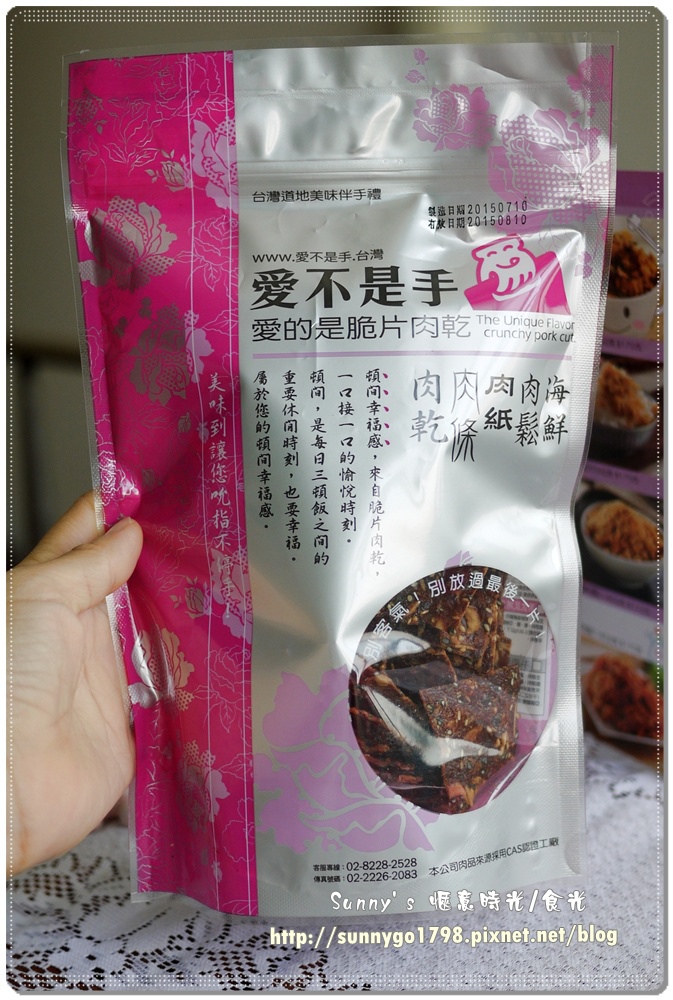 台灣道地美味伴手禮
製造日期20150710
有效日期20150810
www.愛不是手.台灣
愛不是手
愛的是脆片肉乾
The Unique Flavor
crunchy pork cut.
海鮮
肉鬆
肉紙
肉條
肉乾
頓間幸福感,來自脆片肉乾,
一口接一口的愉悅時刻。
頓間,是每日三頓飯之間的
重要休閒時刻,也要幸福。
屬於您的頓間幸福感。
美味到讓您吮指不停手
別客氣!別放過最後一片!
客服專線:02-8228-2528
傳真號碼:02-2226-2083
本公司肉品來源採用CAS認證工廠
Sunny's 愜意時光/食光
http://sunnygo1798.pixnet.net/blog